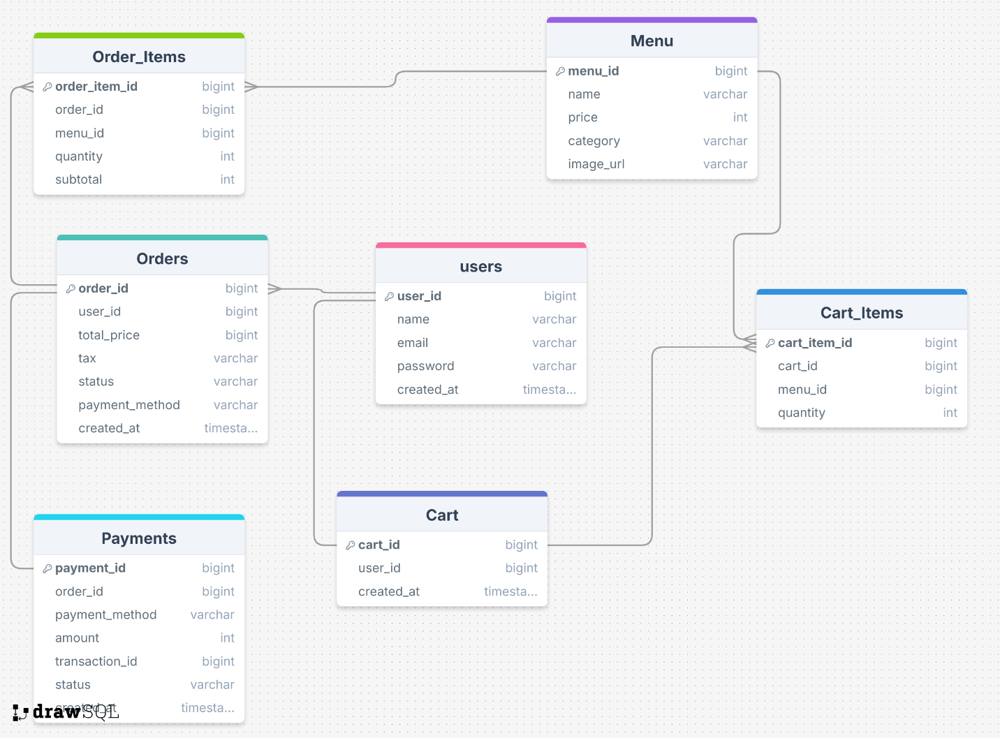 Order_Items
order_item_id bigint
order_id bigint
menu_id bigint
quantity int
subtotal int
Menu
menu_id bigint
name varchar
price int
category varchar
image_url varchar
Orders
order_id bigint
user_id bigint
total_price bigint
tax varchar
status varchar
payment_method varchar
created_at timesta...
users
user_id bigint
name varchar
email varchar
password varchar
created_at timesta...
Cart_Items
cart_item_id bigint
cart_id bigint
menu_id bigint
quantity int
Payments
payment_id bigint
order_id bigint
payment_method varchar
amount int
transaction_id bigint
status varchar
created_at timesta...
Cart
cart_id bigint
user_id bigint
created_at timesta...
drawSQL